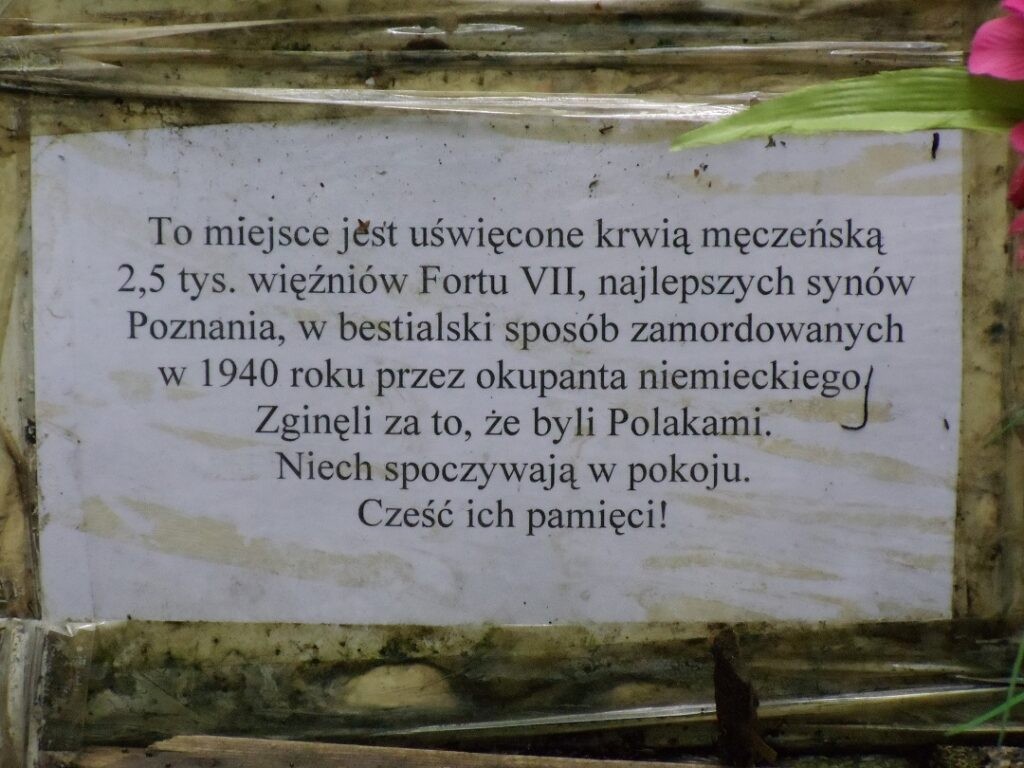 To miejsce jest uświęcone krwią męczeńską
2,5 tys. więźniów Fortu VII, najlepszych synów
Poznania, w bestialski sposób zamordowanych
w 1940 roku przez okupanta niemieckiego
Zginęli za to, że byli Polakami.
Niech spoczywają w pokoju.
Cześć ich pamięci!